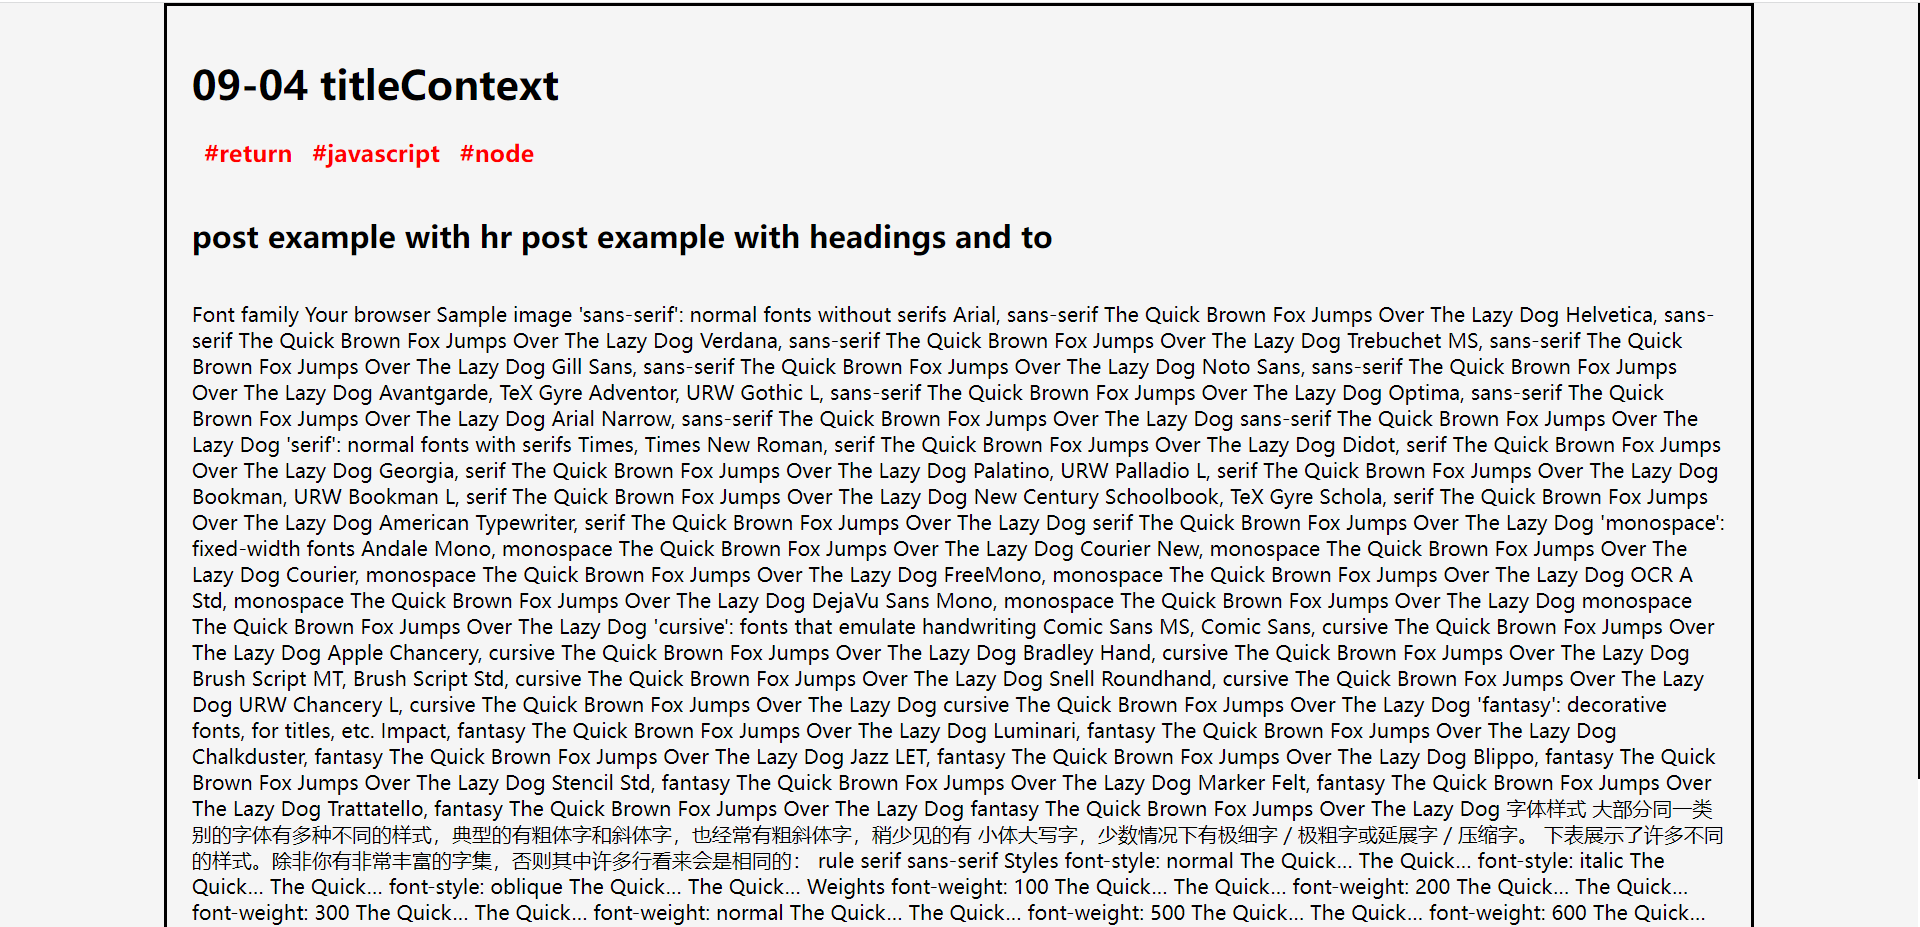 09-04 titleContext
#return #javascript #node
post example with hr post example with headings and to
Font family Your browser Sample image 'sans-serif': normal fonts without serifs Arial, sans-serif The Quick Brown Fox Jumps Over The Lazy Dog Helvetica, sans-
serif The Quick Brown Fox Jumps Over The Lazy Dog Verdana, sans-serif The Quick Brown Fox Jumps Over The Lazy Dog Trebuchet MS, sans-serif The Quick
Brown Fox Jumps Over The Lazy Dog Gill Sans, sans-serif The Quick Brown Fox Jumps Over The Lazy Dog Noto Sans, sans-serif The Quick Brown Fox Jumps
Over The Lazy Dog Avantgarde, TeX Gyre Adventor, URW Gothic L, sans-serif The Quick Brown Fox Jumps Over The Lazy Dog Optima, sans-serif The Quick
Brown Fox Jumps Over The Lazy Dog Arial Narrow, sans-serif The Quick Brown Fox Jumps Over The Lazy Dog sans-serif The Quick Brown Fox Jumps Over The
Lazy Dog 'serif': normal fonts with serifs Times, Times New Roman, serif The Quick Brown Fox Jumps Over The Lazy Dog Didot, serif The Quick Brown Fox Jumps
Over The Lazy Dog Georgia, serif The Quick Brown Fox Jumps Over The Lazy Dog Palatino, URW Palladio L, serif The Quick Brown Fox Jumps Over The Lazy Dog
Bookman, URW Bookman L, serif The Quick Brown Fox Jumps Over The Lazy Dog New Century Schoolbook, TeX Gyre Schola, serif The Quick Brown Fox Jumps
Over The Lazy Dog American Typewriter, serif The Quick Brown Fox Jumps Over The Lazy Dog serif The Quick Brown Fox Jumps Over The Lazy Dog 'monospace':
fixed-width fonts Andale Mono, monospace The Quick Brown Fox Jumps Over The Lazy Dog Courier New, monospace The Quick Brown Fox Jumps Over The
Lazy Dog Courier, monospace The Quick Brown Fox Jumps Over The Lazy Dog FreeMono, monospace The Quick Brown Fox Jumps Over The Lazy Dog OCR A
Std, monospace The Quick Brown Fox Jumps Over The Lazy Dog DejaVu Sans Mono, monospace The Quick Brown Fox Jumps Over The Lazy Dog monospace
The Quick Brown Fox Jumps Over The Lazy Dog 'cursive': fonts that emulate handwriting Comic Sans MS, Comic Sans, cursive The Quick Brown Fox Jumps Over
The Lazy Dog Apple Chancery, cursive The Quick Brown Fox Jumps Over The Lazy Dog Bradley Hand, cursive The Quick Brown Fox Jumps Over The Lazy Dog
Brush Script MT, Brush Script Std, cursive The Quick Brown Fox Jumps Over The Lazy Dog Snell Roundhand, cursive The Quick Brown Fox Jumps Over The Lazy
Dog URW Chancery L, cursive The Quick Brown Fox Jumps Over The Lazy Dog cursive The Quick Brown Fox Jumps Over The Lazy Dog 'fantasy': decorative
fonts, for titles, etc. Impact, fantasy The Quick Brown Fox Jumps Over The Lazy Dog Luminari, fantasy The Quick Brown Fox Jumps Over The Lazy Dog
Chalkduster, fantasy The Quick Brown Fox Jumps Over The Lazy Dog Jazz LET, fantasy The Quick Brown Fox Jumps Over The Lazy Dog Blippo, fantasy The Quick
Brown Fox Jumps Over The Lazy Dog Stencil Std, fantasy The Quick Brown Fox Jumps Over The Lazy Dog Marker Felt, fantasy The Quick Brown Fox Jumps Over
The Lazy Dog Trattatello, fantasy The Quick Brown Fox Jumps Over The Lazy Dog fantasy The Quick Brown Fox Jumps Over The Lazy Dog 字体样式 大部分同一类
别的字体有多种不同的样式，典型的有粗体字和斜体字，也经常有粗斜体字，稍少见的有 小体大写字，少数情况下有极细字 / 极粗字或延展字 / 压缩字。 下表展示了许多不同
的样式。除非你有非常丰富的字集，否则其中许多行看来会是相同的： rule serif sans-serif Styles font-style: normal The Quick... The Quick... font-style: italic The
Quick... The Quick... font-style: oblique The Quick... The Quick... Weights font-weight: 100 The Quick... The Quick... font-weight: 200 The Quick... The Quick...
font-weight: 300 The Quick... The Quick... font-weight: normal The Quick... The Quick... font-weight: 500 The Quick... The Quick... font-weight: 600 The Quick...